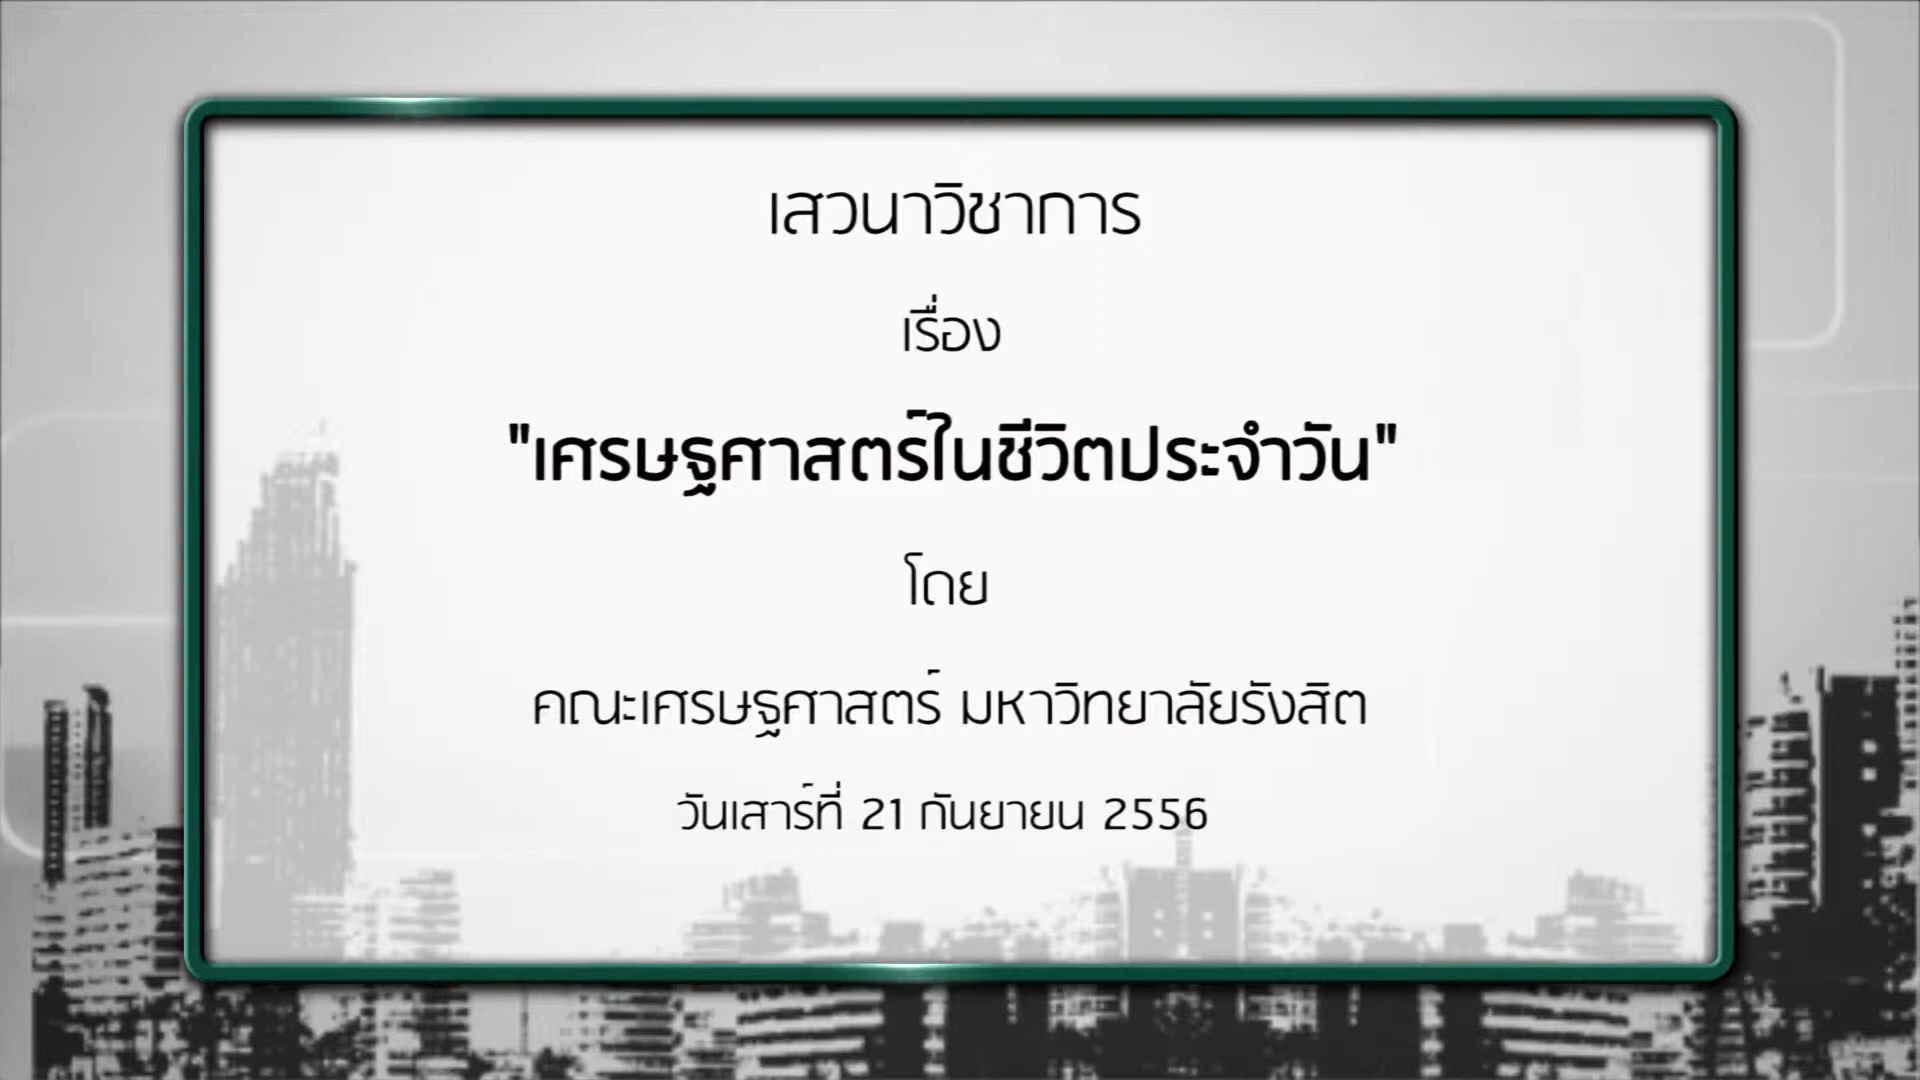 เสวนาวิชาการ
เรื่อง
"เศรษฐศาสตร์ในชีวิตประจำวัน"
โดย
คณะเศรษฐศาสตร์ มหาวิทยาลัยรังสิต
วันเสาร์ที่ 21 กันยายน 2556